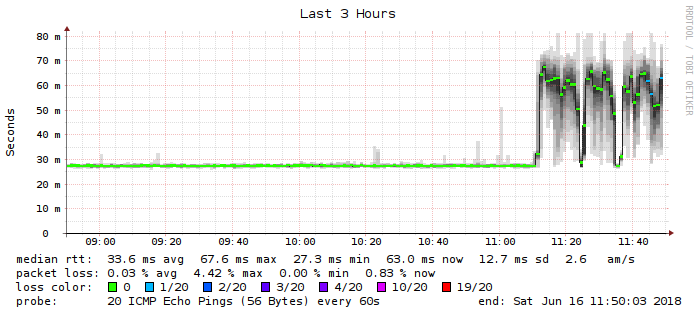 Last 3 Hours
RRDTOOL / TOBI OETIKER
Seconds
80 m
70 m
60 m
50 m
40 m
30 m
20 m
10 m
0
09:00 09:20 09:40 10:00 10:20 10:40 11:00 11:20 11:40
median rtt: 33.6 ms avg 67.6 ms max 27.3 ms min 63.0 ms now 12.7 ms sd 2.6 am/s
packet loss: 0.03 % avg 4.42 % max 0.00 % min 0.83 % now
loss color: 0 1/20 2/20 3/20 4/20 10/20 19/20
probe: 20 ICMP Echo Pings (56 Bytes) every 60s end: Sat Jun 16 11:50:03 2018